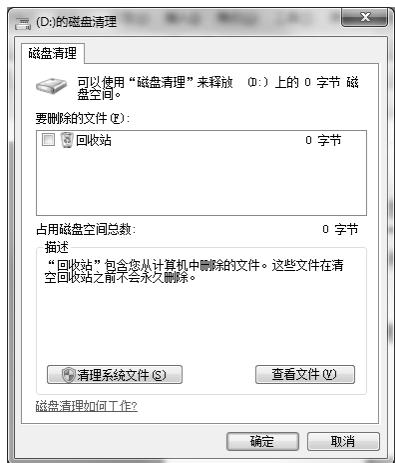 (D:)的磁盘清理
磁盘清理
可以使用“磁盘清理”来释放 (D:) 上的 0 字节 磁
盘空间。
要删除的文件(F):
回收站 0 字节
占用磁盘空间总数: 0 字节
描述
“回收站”包含您从计算机中删除的文件。这些文件在清
空回收站之前不会永久删除。
清理系统文件(S) 查看文件(V)
磁盘清理如何工作?
确定 取消